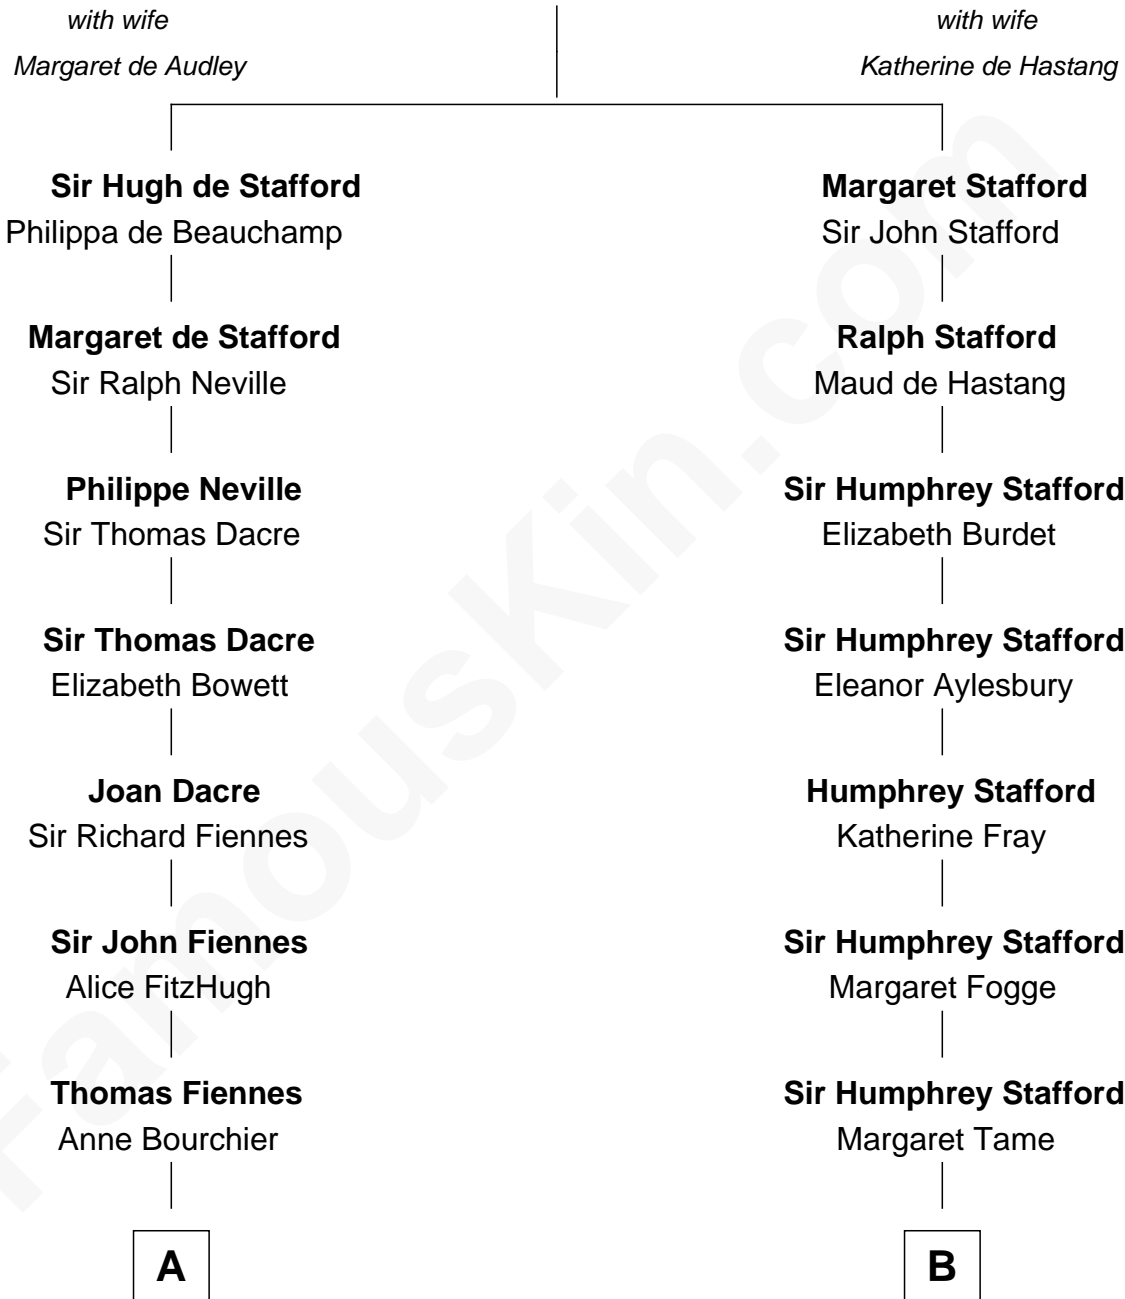 with wife
Margaret de Audley
with wife
Katherine de Hastang
Sir Hugh de Stafford
Philippa de Beauchamp
Margaret Stafford
Sir John Stafford
Margaret de Stafford
Sir Ralph Neville
Ralph Stafford
Maud de Hastang
Philippe Neville
Sir Thomas Dacre
Sir Humphrey Stafford
Elizabeth Burdet
Sir Thomas Dacre
Elizabeth Bowett
Sir Humphrey Stafford
Eleanor Aylesbury
Joan Dacre
Sir Richard Fiennes
Humphrey Stafford
Katherine Fray
Sir John Fiennes
Alice FitzHugh
Sir Humphrey Stafford
Margaret Fogge
Thomas Fiennes
Anne Bourchier
Sir Humphrey Stafford
Margaret Tame
A
B
FamousKin.com